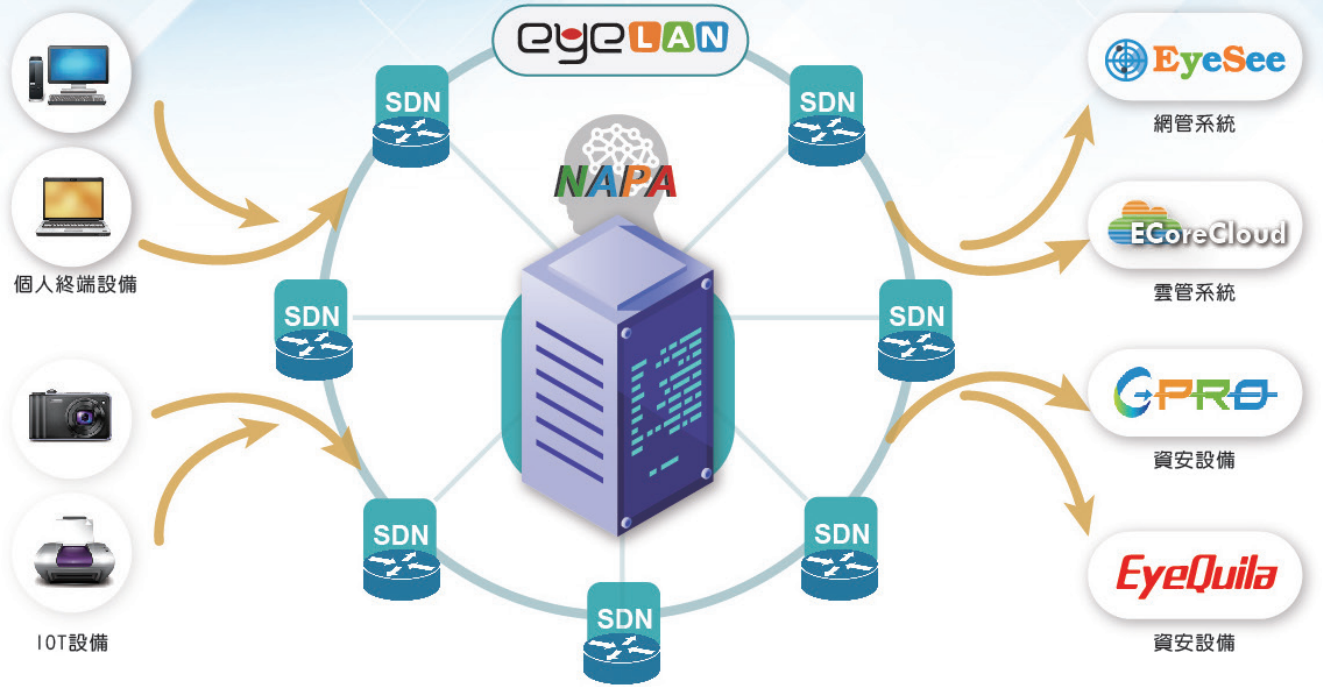 eyeLAN
SDN
SDN
NAPA
SDN
SDN
SDN
SDN
SDN
個人終端設備
IOT設備
EyeSee
網管系統
ECoreCloud
雲管系統
GPRO
資安設備
EyeQuila
資安設備